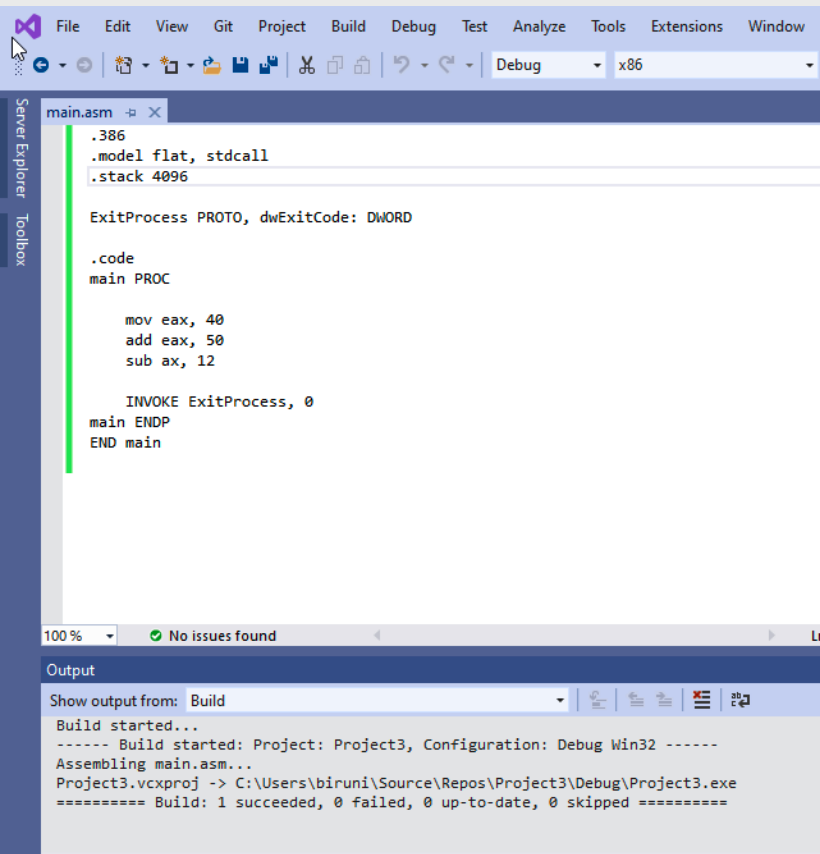 File Edit View Git Project Build Debug Test Analyze Tools Extensions Window
Debug x86
Server Explorer
Toolbox
main.asm
.386
.model flat, stdcall
.stack 4096
ExitProcess PROTO, dwExitCode: DWORD
.code
main PROC
mov eax, 40
add eax, 50
sub ax, 12
INVOKE ExitProcess, 0
main ENDP
END main
100 % No issues found
Output
Show output from: Build
Build started...
------ Build started: Project: Project3, Configuration: Debug Win32 ------
Assembling main.asm...
Project3.vcxproj -> C:\Users\biruni\Source\Repos\Project3\Debug\Project3.exe
========== Build: 1 succeeded, 0 failed, 0 up-to-date, 0 skipped ==========